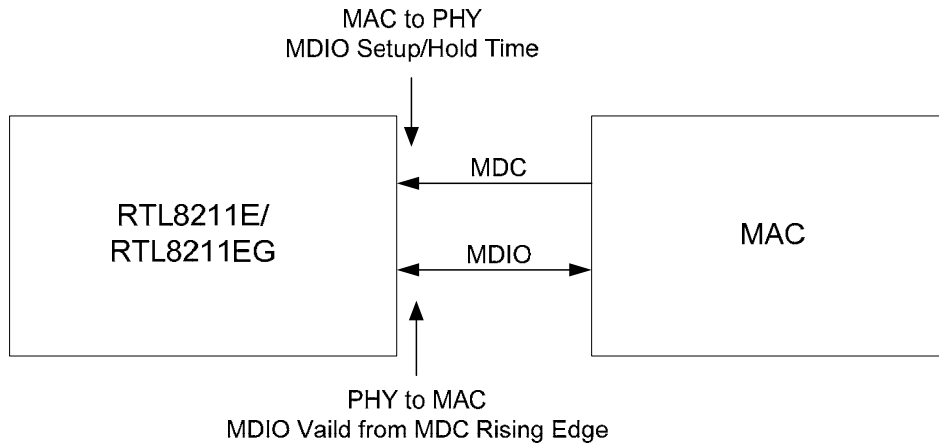 MAC to PHY
MDIO Setup/Hold Time
MDC
RTL8211E/
RTL8211EG
MAC
MDIO
PHY to MAC
MDIO Vaild from MDC Rising Edge